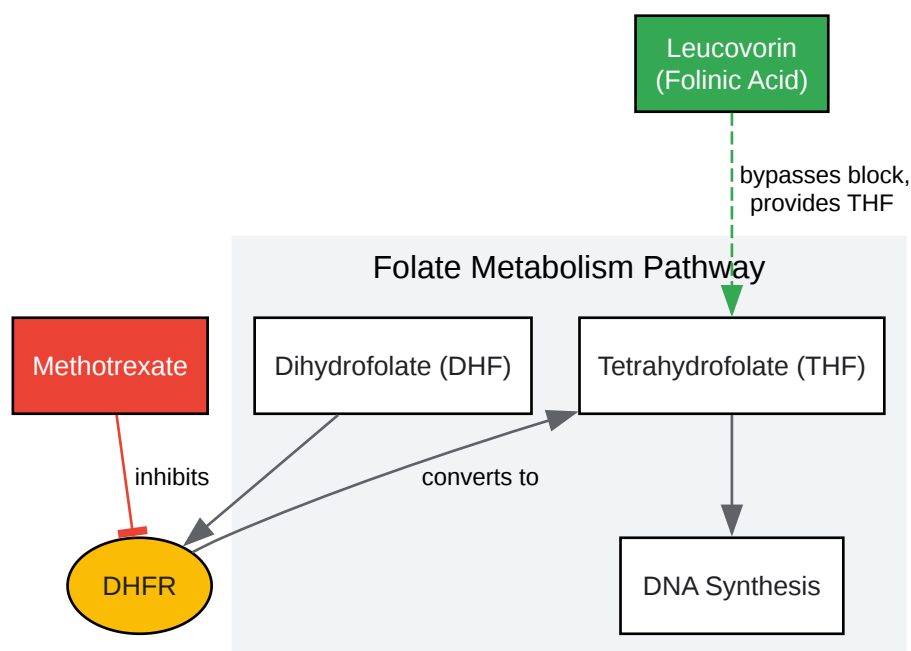 Leucovorin
(Folinic Acid)
bypasses block,
provides THF
Folate Metabolism Pathway
Methotrexate
Dihydrofolate (DHF)
Tetrahydrofolate (THF)
inhibits
converts to
DHFR
DNA Synthesis